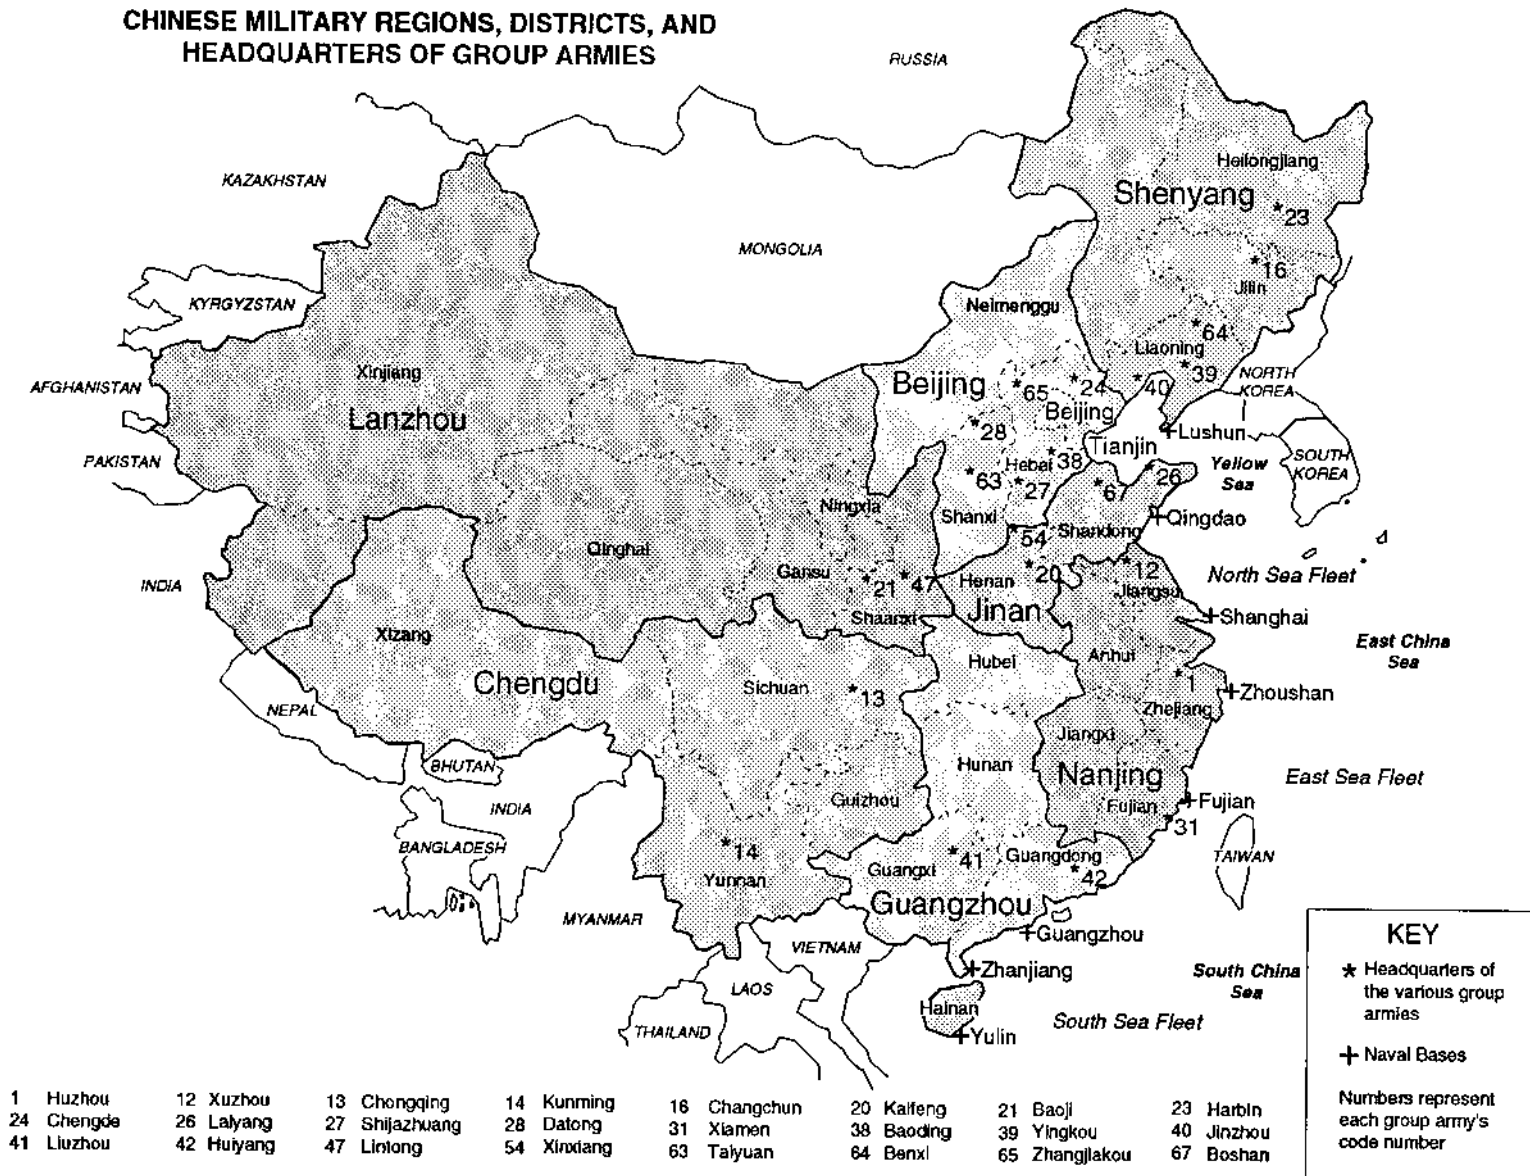 CHINESE MILITARY REGIONS, DISTRICTS, AND
HEADQUARTERS OF GROUP ARMIES
RUSSIA
KAZAKHSTAN
MONGOLIA
KYRGYZSTAN
AFGHANISTAN
PAKISTAN
INDIA
NEPAL
BHUTAN
INDIA
BANGLADESH
MYANMAR
THAILAND
LAOS
VIETNAM
TAIWAN
NORTH
KOREA
SOUTH
KOREA
Heilongjiang
Shenyang
*23
*16
Jilin
*64
Liaoning
*39
*40
Neimenggu
Beijing
*65
*24
Beijing
*28
Tianjin
Hebei
*38
*63
*27
Shanxi
+Lushun
Yellow
Sea
*26
*67
Shandong
+Qingdao
*54
*20
Henan
Jinan
North Sea Fleet
*12
Jiangsu
+Shanghai
East China
Sea
Anhui
*1
Zhejiang
+Zhoushan
Jiangxi
Nanjing
Fujian
+Fujian
*31
East Sea Fleet
Xinjiang
Lanzhou
Ningxia
Qinghai
Gansu
*21
*47
Shaanxi
Xizang
Chengdu
Sichuan
*13
Guizhou
*14
Yunnan
Hubei
Hunan
Guangxi
*41
Guangdong
*42
Guangzhou
+Guangzhou
+Zhanjiang
Hainan
+Yulin
South China
Sea
South Sea Fleet
KEY
* Headquarters of
the various group
armies
+ Naval Bases
Numbers represent
each group army's
code number
1 Huzhou 12 Xuzhou 13 Chongqing 14 Kunming 16 Changchun 20 Kaifeng 21 Baoji 23 Harbin
24 Chengde 26 Laiyang 27 Shijazhuang 28 Datong 31 Xiamen 38 Baoding 39 Yingkou 40 Jinzhou
41 Liuzhou 42 Huiyang 47 Lintong 54 Xinxiang 63 Taiyuan 64 Benxi 65 Zhangjiakou 67 Boshan